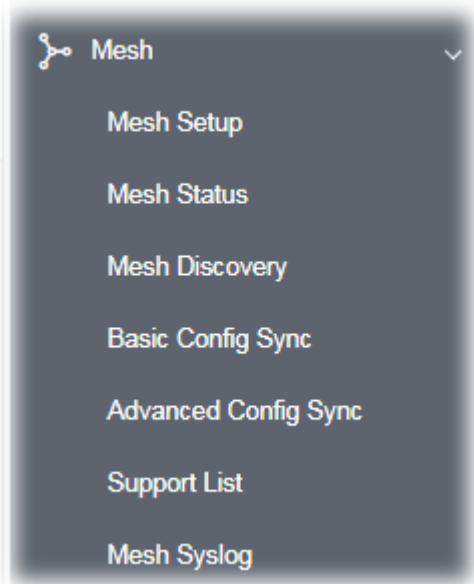 Mesh
Mesh Setup
Mesh Status
Mesh Discovery
Basic Config Sync
Advanced Config Sync
Support List
Mesh Syslog